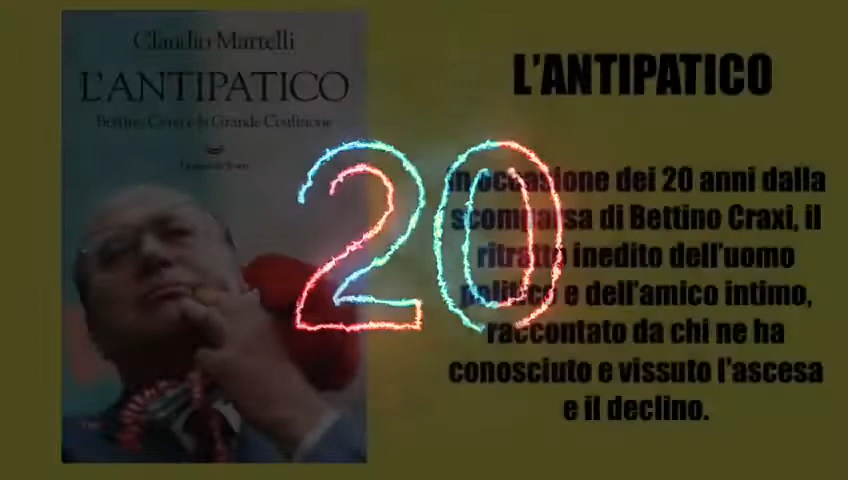 Claudio Martelli
L'ANTIPATICO
Bettino Craxi e la Grande Coalizione
L'ANTIPATICO
In occasione dei 20 anni dalla
scomparsa di Bettino Craxi, il
ritratto inedito dell'uomo
politico e dell'amico intimo,
raccontato da chi ne ha
conosciuto e vissuto l'ascesa
e il declino.
20